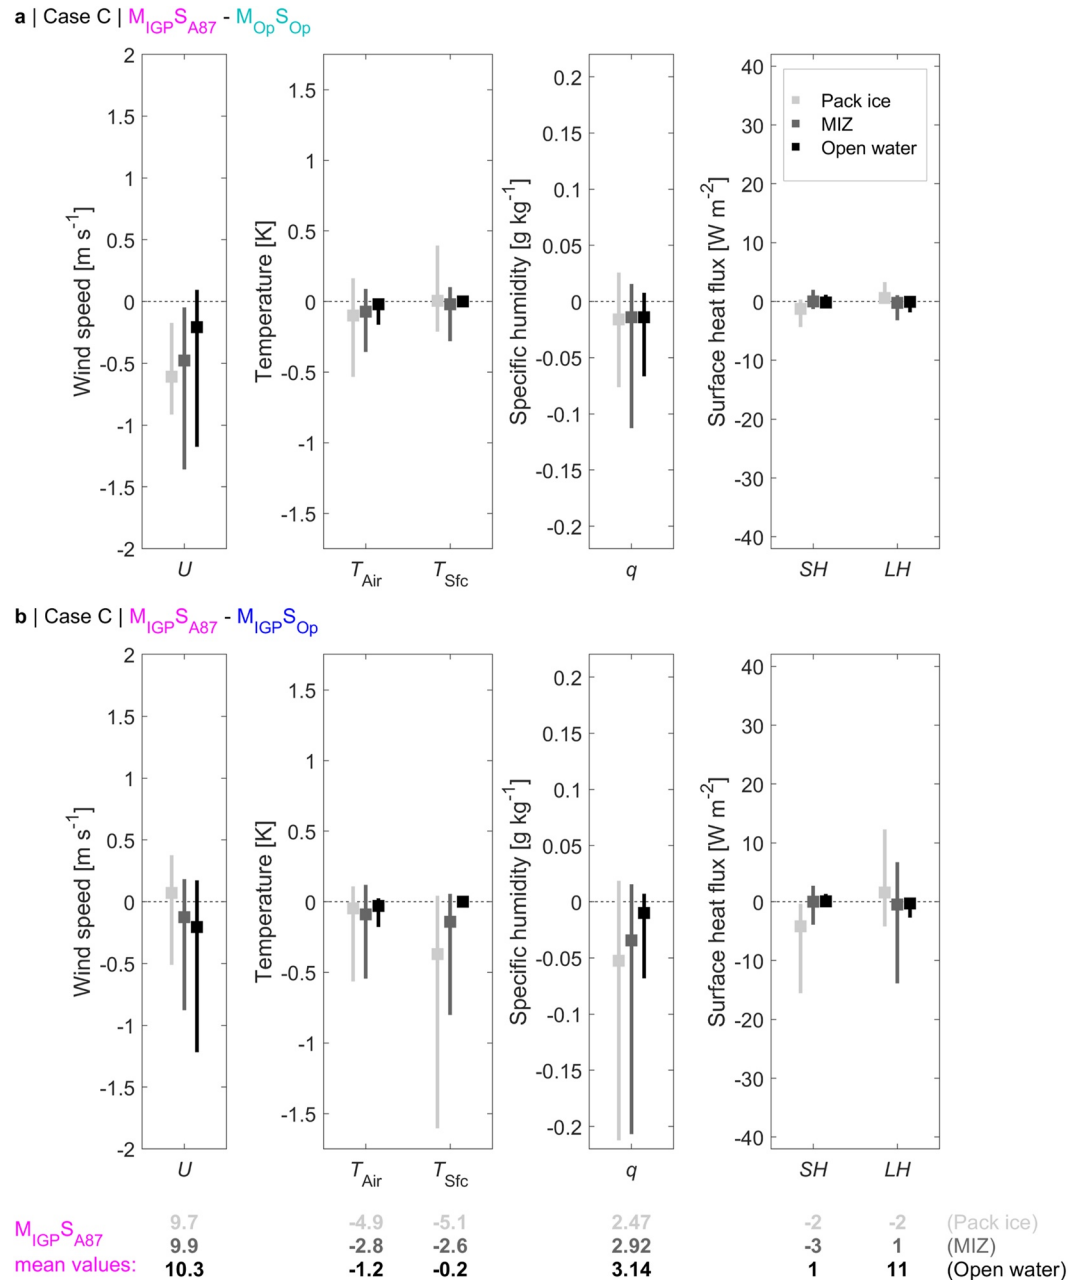 a | Case C | M_IGP S_A87 - M_Op S_Op
2
1.5
1
0.5
0
-0.5
-1
-1.5
-2
Wind speed [m s^-1]
U
1.5
1
0.5
0
-0.5
-1
-1.5
Temperature [K]
T_Air T_Sfc
0.2
0.15
0.1
0.05
0
-0.05
-0.1
-0.15
-0.2
Specific humidity [g kg^-1]
q
40
30
20
10
0
-10
-20
-30
-40
Surface heat flux [W m^-2]
Pack ice
MIZ
Open water
SH LH
b | Case C | M_IGP S_A87 - M_IGP S_Op
2
1.5
1
0.5
0
-0.5
-1
-1.5
-2
Wind speed [m s^-1]
U
1.5
1
0.5
0
-0.5
-1
-1.5
Temperature [K]
T_Air T_Sfc
0.2
0.15
0.1
0.05
0
-0.05
-0.1
-0.15
-0.2
Specific humidity [g kg^-1]
q
40
30
20
10
0
-10
-20
-30
-40
Surface heat flux [W m^-2]
SH LH
M_IGP S_A87
mean values:
9.7 -4.9 -5.1 2.47 -2 -2 (Pack ice)
9.9 -2.8 -2.6 2.92 -3 1 (MIZ)
10.3 -1.2 -0.2 3.14 1 11 (Open water)